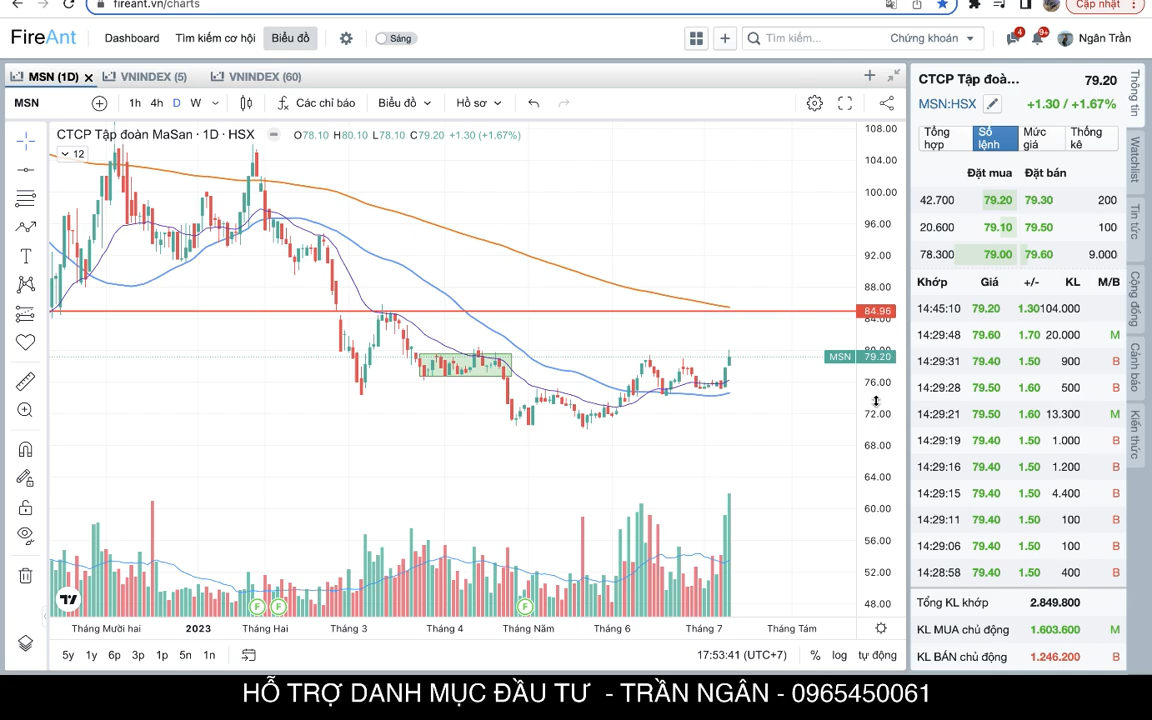 fireant.vn/charts
Cập nhật
FireAnt
Dashboard
Tìm kiếm cơ hội
Biểu đồ
Sáng
Tìm kiếm...
Chứng khoán
4
9+
Ngân Trần
MSN (1D)
VNINDEX (5)
VNINDEX (60)
MSN
1h 4h D W
Các chỉ báo
Biểu đồ
Hồ sơ
CTCP Tập đoàn MaSan · 1D · HSX
O78.10 H80.10 L78.10 C79.20 +1.30 (+1.67%)
12
108.00
104.00
100.00
96.00
92.00
88.00
84.96
84.00
80.00
MSN 79.20
76.00
72.00
68.00
64.00
60.00
56.00
52.00
48.00
F
F
F
Tháng Mười hai 2023 Tháng Hai Tháng 3 Tháng 4 Tháng Năm Tháng 6 Tháng 7 Tháng Tám
5y 1y 6p 3p 1p 5n 1n
17:53:41 (UTC+7)
% log tự động
CTCP Tập đoà... 79.20
MSN:HSX +1.30 / +1.67%
Tổng hợp
Sổ lệnh
Mức giá
Thống kê
Đặt mua Đặt bán
42.700 79.20 79.30 200
20.600 79.10 79.50 100
78.300 79.00 79.60 9.000
Khớp Giá +/- KL M/B
14:45:10 79.20 1.30 104.000
14:29:48 79.60 1.70 20.000 M
14:29:31 79.40 1.50 900 B
14:29:28 79.50 1.60 500 B
14:29:21 79.50 1.60 13.300 M
14:29:19 79.40 1.50 1.000 B
14:29:16 79.40 1.50 1.200 B
14:29:15 79.40 1.50 4.400 B
14:29:11 79.40 1.50 100 B
14:29:06 79.40 1.50 100 B
14:28:58 79.40 1.50 400 B
Tổng KL khớp 2.849.800
KL MUA chủ động 1.603.600 M
KL BÁN chủ động 1.246.200 B
Thông tin
Watchlist
Tin tức
Cộng đồng
Cảnh báo
Kiến thức
HỖ TRỢ DANH MỤC ĐẦU TƯ - TRẦN NGÂN - 0965450061